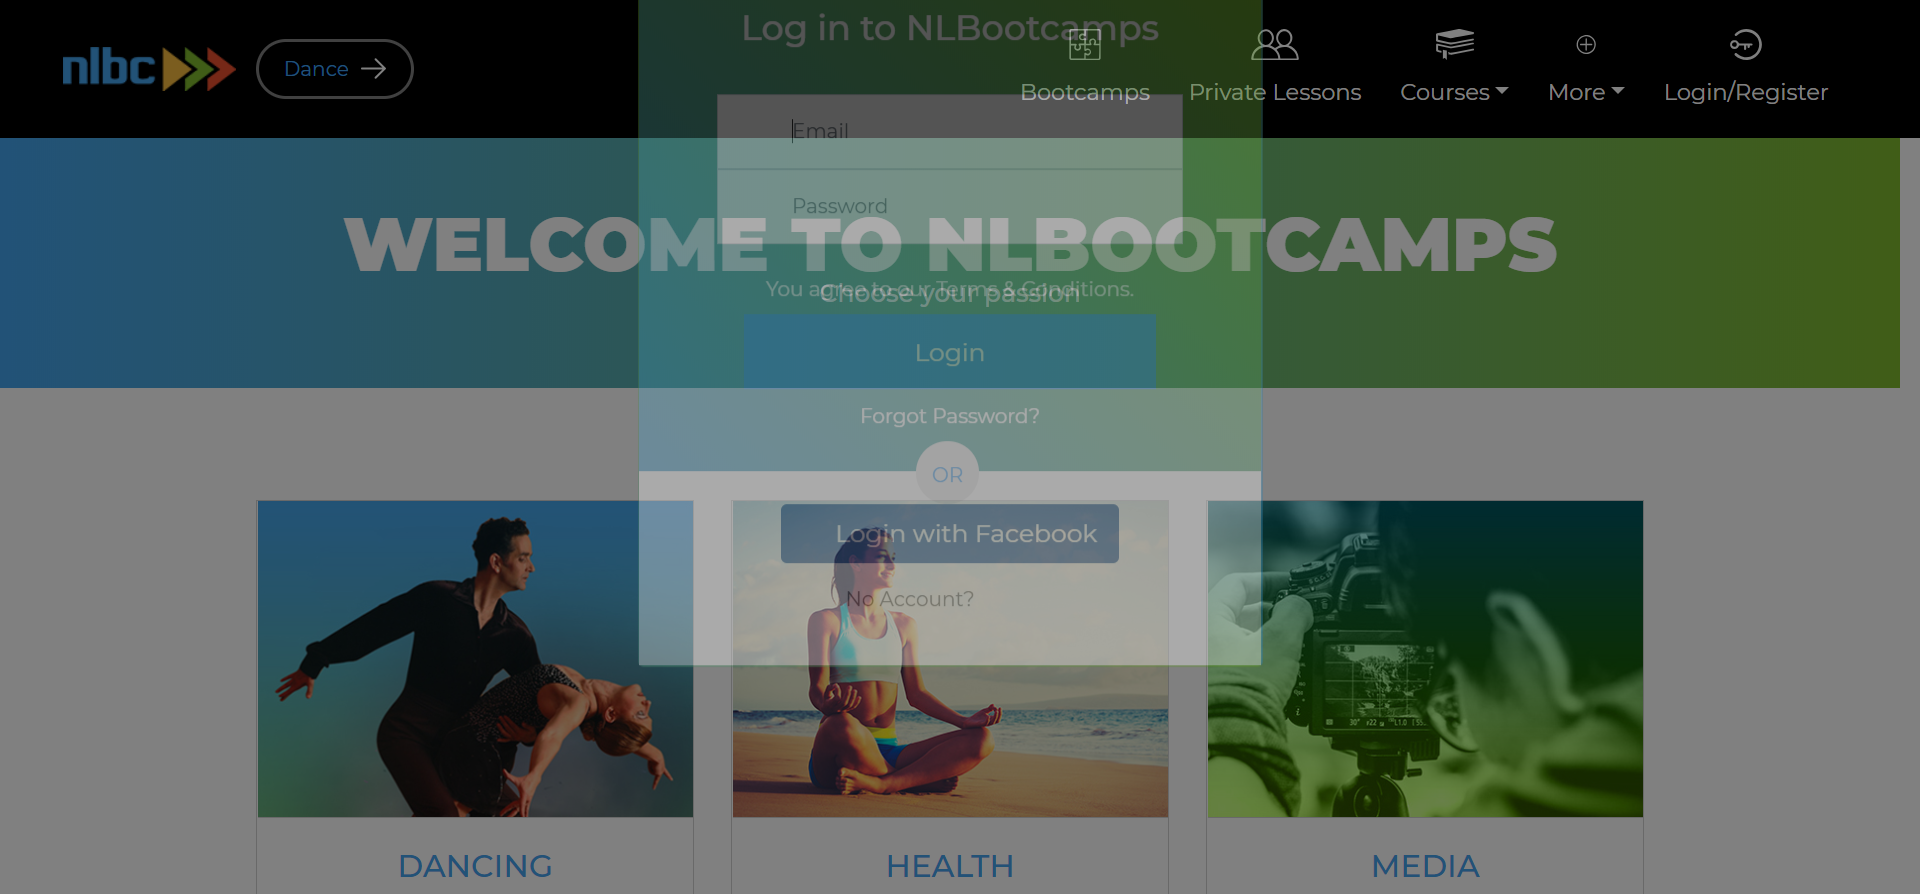 Log in to NLBootcamps
nlbc
Dance
Bootcamps
Private Lessons
Courses
More
Login/Register
Email
Password
WELCOME TO NLBOOTCAMPS
You agree to our Terms & Conditions.
Choose your passion
Login
Forgot Password?
OR
Login with Facebook
No Account?
DANCING
HEALTH
MEDIA